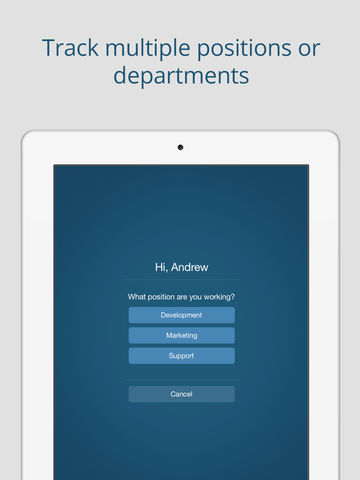 Track multiple positions or
departments
Hi, Andrew
What position are you working?
Development
Marketing
Support
Cancel